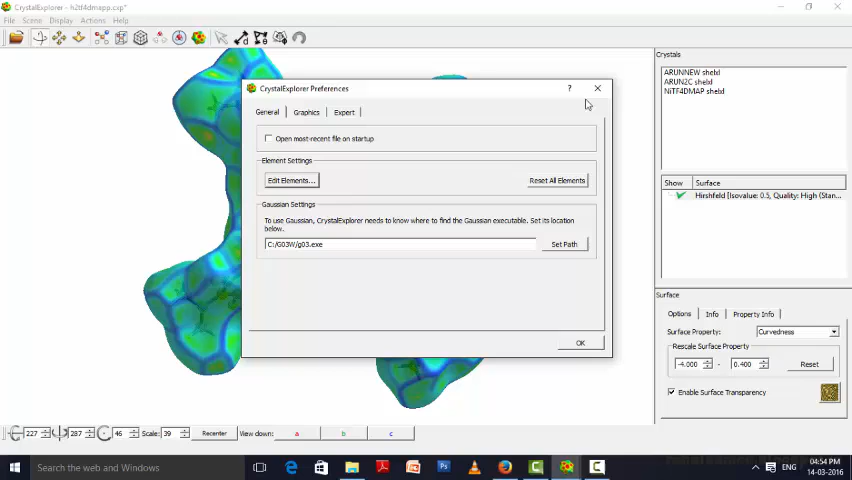 CrystalExplorer - h2tf4dmapp.cxp*
File Scene Display Actions Help
Crystals
ARUNNEW shelxl
ARUN2C shelxl
NiTF4DMAP shelxl
CrystalExplorer Preferences
General Graphics Expert
Open most-recent file on startup
Element Settings
Edit Elements... Reset All Elements
Gaussian Settings
To use Gaussian, CrystalExplorer needs to know where to find the Gaussian executable. Set its location
below.
C:/G03W/g03.exe Set Path
OK
Show Surface
Hirshfeld [Isovalue: 0.5, Quality: High (Stan...
Surface
Options Info Property Info
Surface Property: Curvedness
Rescale Surface Property
-4.000 - 0.400 Reset
Enable Surface Transparency
227 287 46 Scale: 39 Recenter View down: a b c
Search the web and Windows
ENG
04:54 PM
14-03-2016